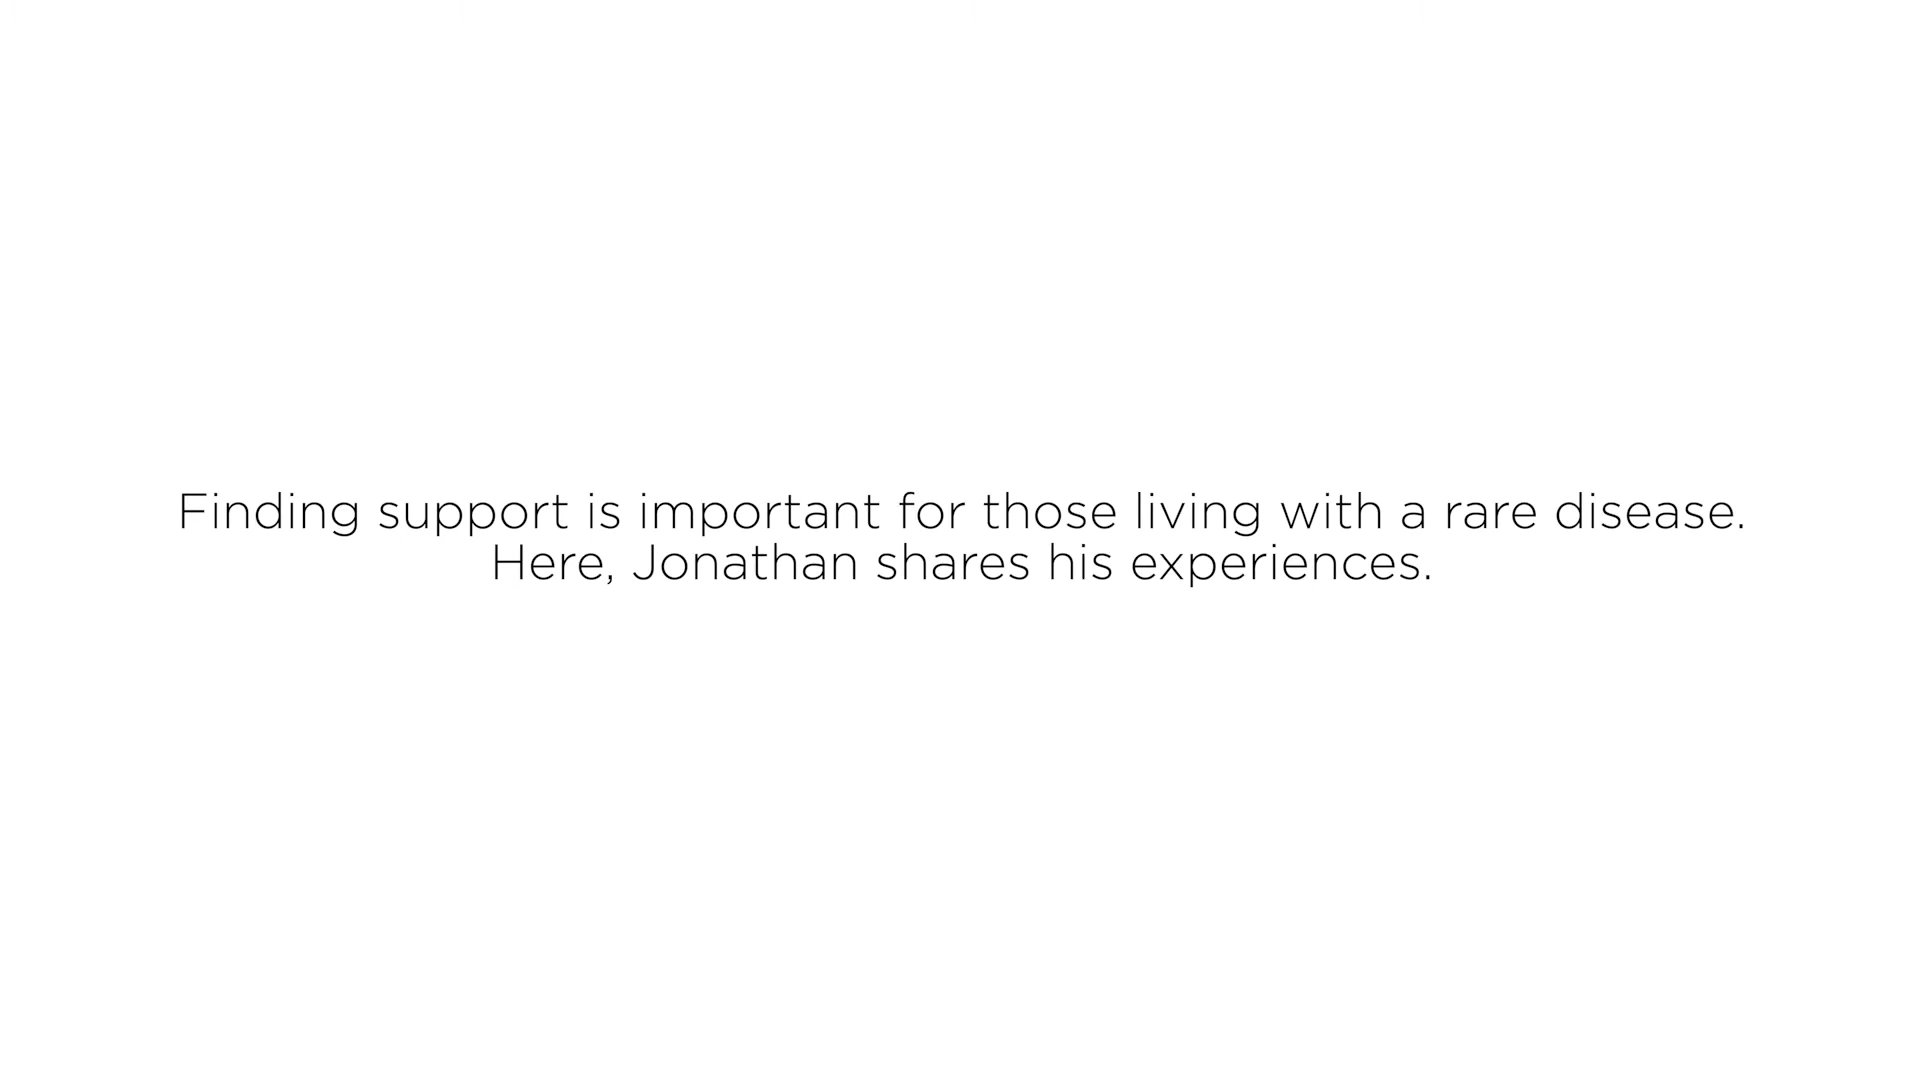 Finding support is important for those living with a rare disease.
Here, Jonathan shares his experiences.